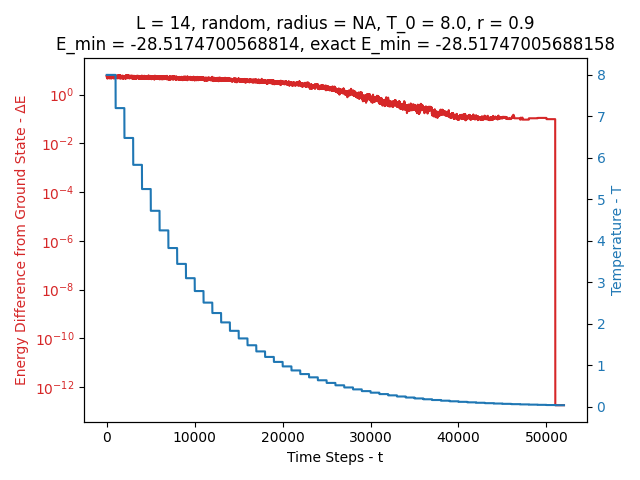 L = 14, random, radius = NA, T_0 = 8.0, r = 0.9
E_min = -28.5174700568814, exact E_min = -28.51747005688158
Energy Difference from Ground State - ΔE
10^0
10^-2
10^-4
10^-6
10^-8
10^-10
10^-12
8
7
6
5
4
3
2
1
0
Temperature - T
0 10000 20000 30000 40000 50000
Time Steps - t